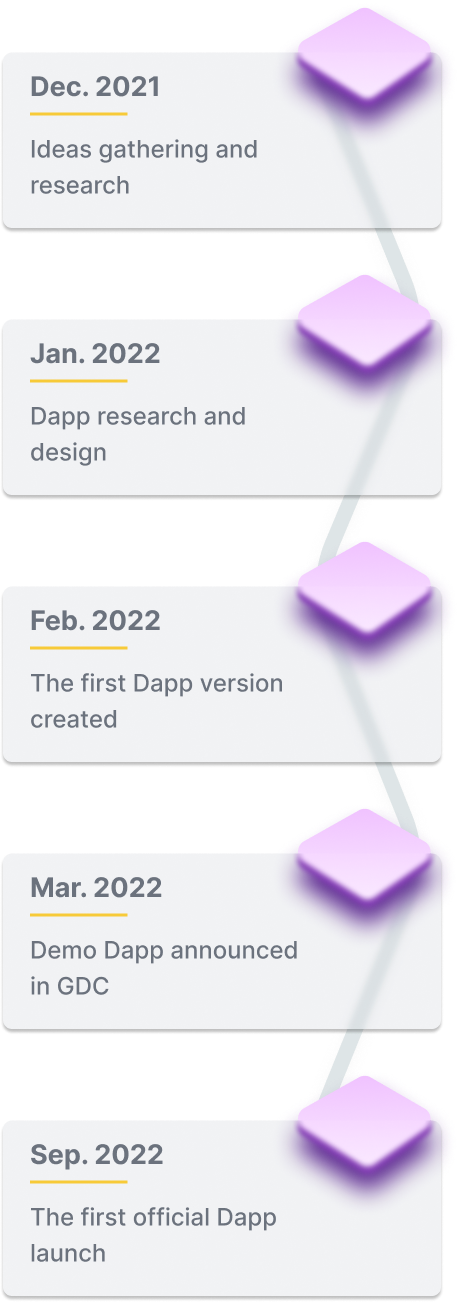 Dec. 2021
Ideas gathering and
research
Jan. 2022
Dapp research and
design
Feb. 2022
The first Dapp version
created
Mar. 2022
Demo Dapp announced
in GDC
Sep. 2022
The first official Dapp
launch